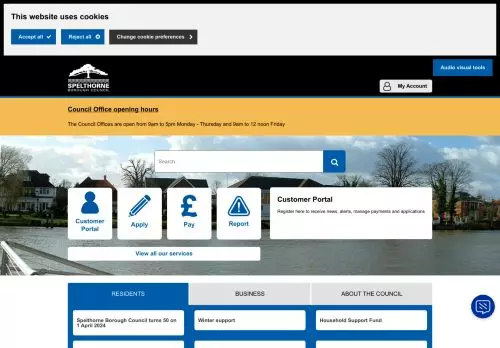 This website uses cookies
Accept all
Reject all
Change cookie preferences
Audio visual tools
SPELTHORNE
BOROUGH COUNCIL
My Account
Council Office opening hours
The Council Offices are open from 9am to 5pm Monday - Thursday and 9am to 12 noon Friday
Search
Customer
Portal
Apply
Pay
Report
Customer Portal
Register here to receive news, alerts, manage payments and applications
View all our services
RESIDENTS
BUSINESS
ABOUT THE COUNCIL
Spelthorne Borough Council turns 50 on
1 April 2024
Winter support
Household Support Fund